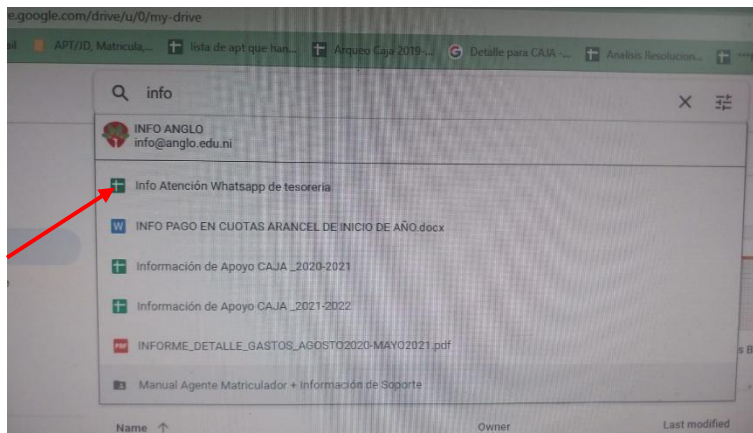 e.google.com/drive/u/0/my-drive
ail APT/JD, Matricula,... lista de apt que han... Arqueo Caja 2019-... Detalle para CAJA -... Analisis Resolucion...
info
INFO ANGLO
info@anglo.edu.ni
Info Atención Whatsapp de tesoreria
INFO PAGO EN CUOTAS ARANCEL DE INICIO DE AÑO.docx
Información de Apoyo CAJA _2020-2021
Información de Apoyo CAJA _2021-2022
PDF INFORME_DETALLE_GASTOS_AGOSTO2020-MAYO2021.pdf
Manual Agente Matriculador + Información de Soporte
Name Owner Last modified